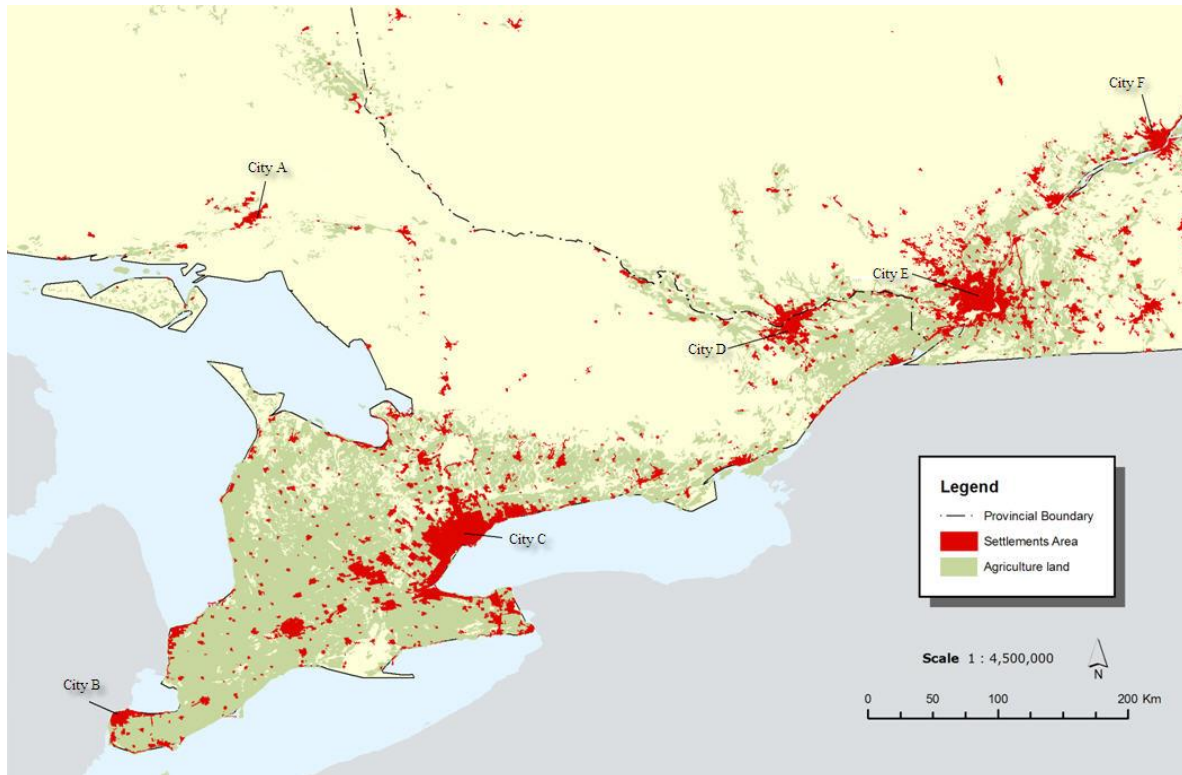 City F
City A
City E
City D
City C
City B
Legend
Provincial Boundary
Settlements Area
Agriculture land
Scale 1 : 4,500,000
N
0 50 100 200 Km